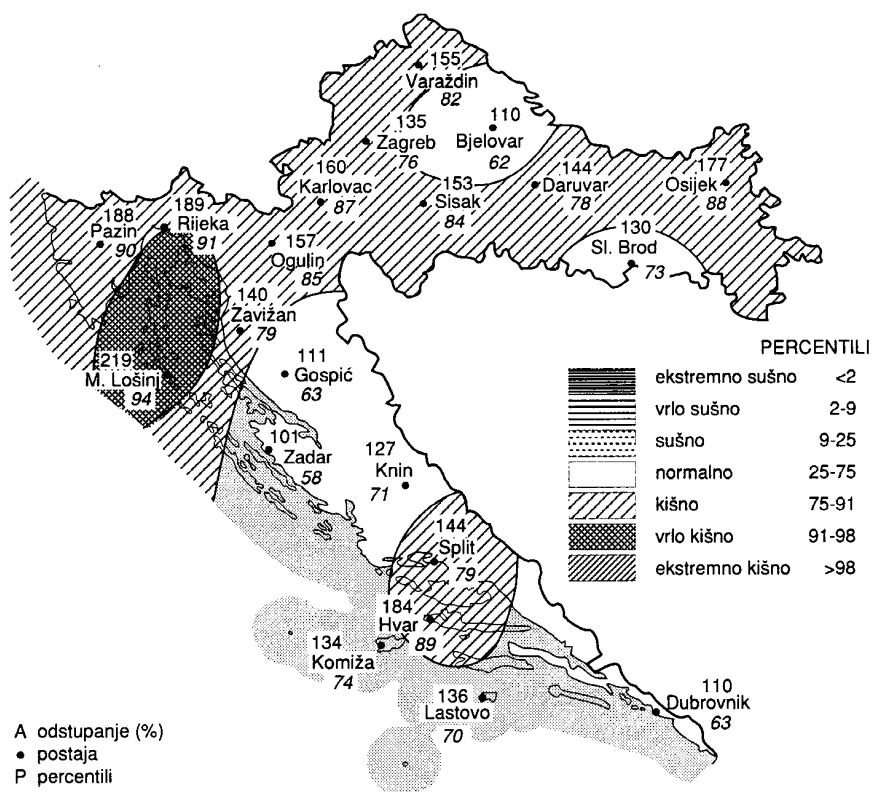 155
Varaždin
82
135
Zagreb
76
110
Bjelovar
62
160
Karlovac
87
153
Sisak
84
144
Daruvar
78
177
Osijek
88
188
Pazin
90
189
Rijeka
91
157
Ogulin
85
130
Sl. Brod
73
140
Zavižan
79
219
M. Lošinj
94
111
Gospić
63
101
Zadar
58
127
Knin
71
144
Split
79
184
Hvar
89
134
Komiža
74
136
Lastovo
70
110
Dubrovnik
63
PERCENTILI
ekstremno sušno <2
vrlo sušno 2-9
sušno 9-25
normalno 25-75
kišno 75-91
vrlo kišno 91-98
ekstremno kišno >98
A odstupanje (%)
• postaja
P percentili